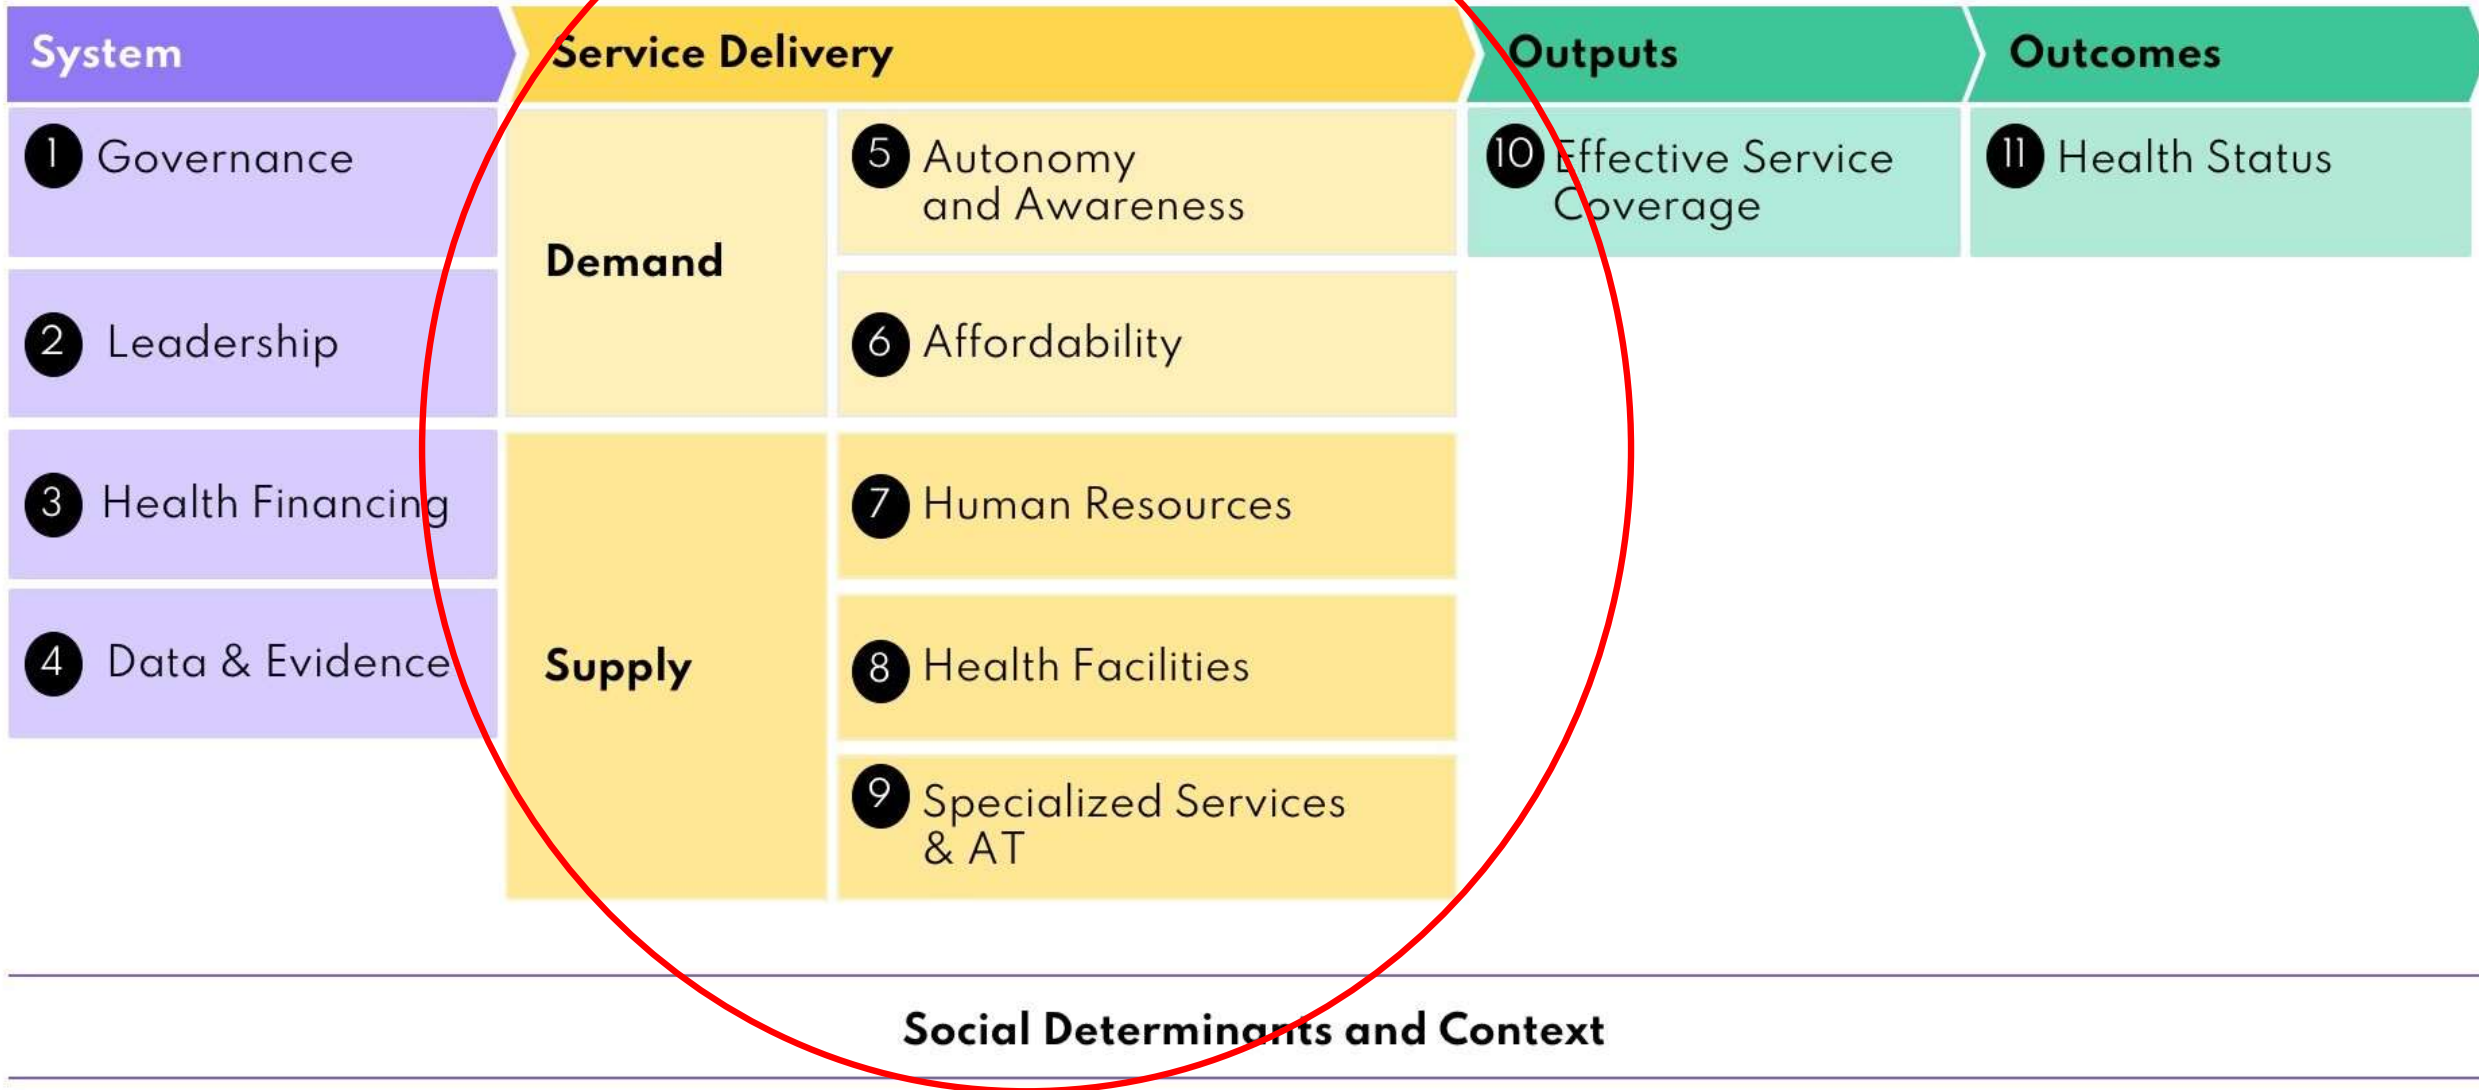 System
Service Delivery
Outputs
Outcomes
1 Governance
2 Leadership
3 Health Financing
4 Data & Evidence
Demand
5 Autonomy
and Awareness
6 Affordability
Supply
7 Human Resources
8 Health Facilities
9 Specialized Services
& AT
10 Effective Service
Coverage
11 Health Status
Social Determinants and Context